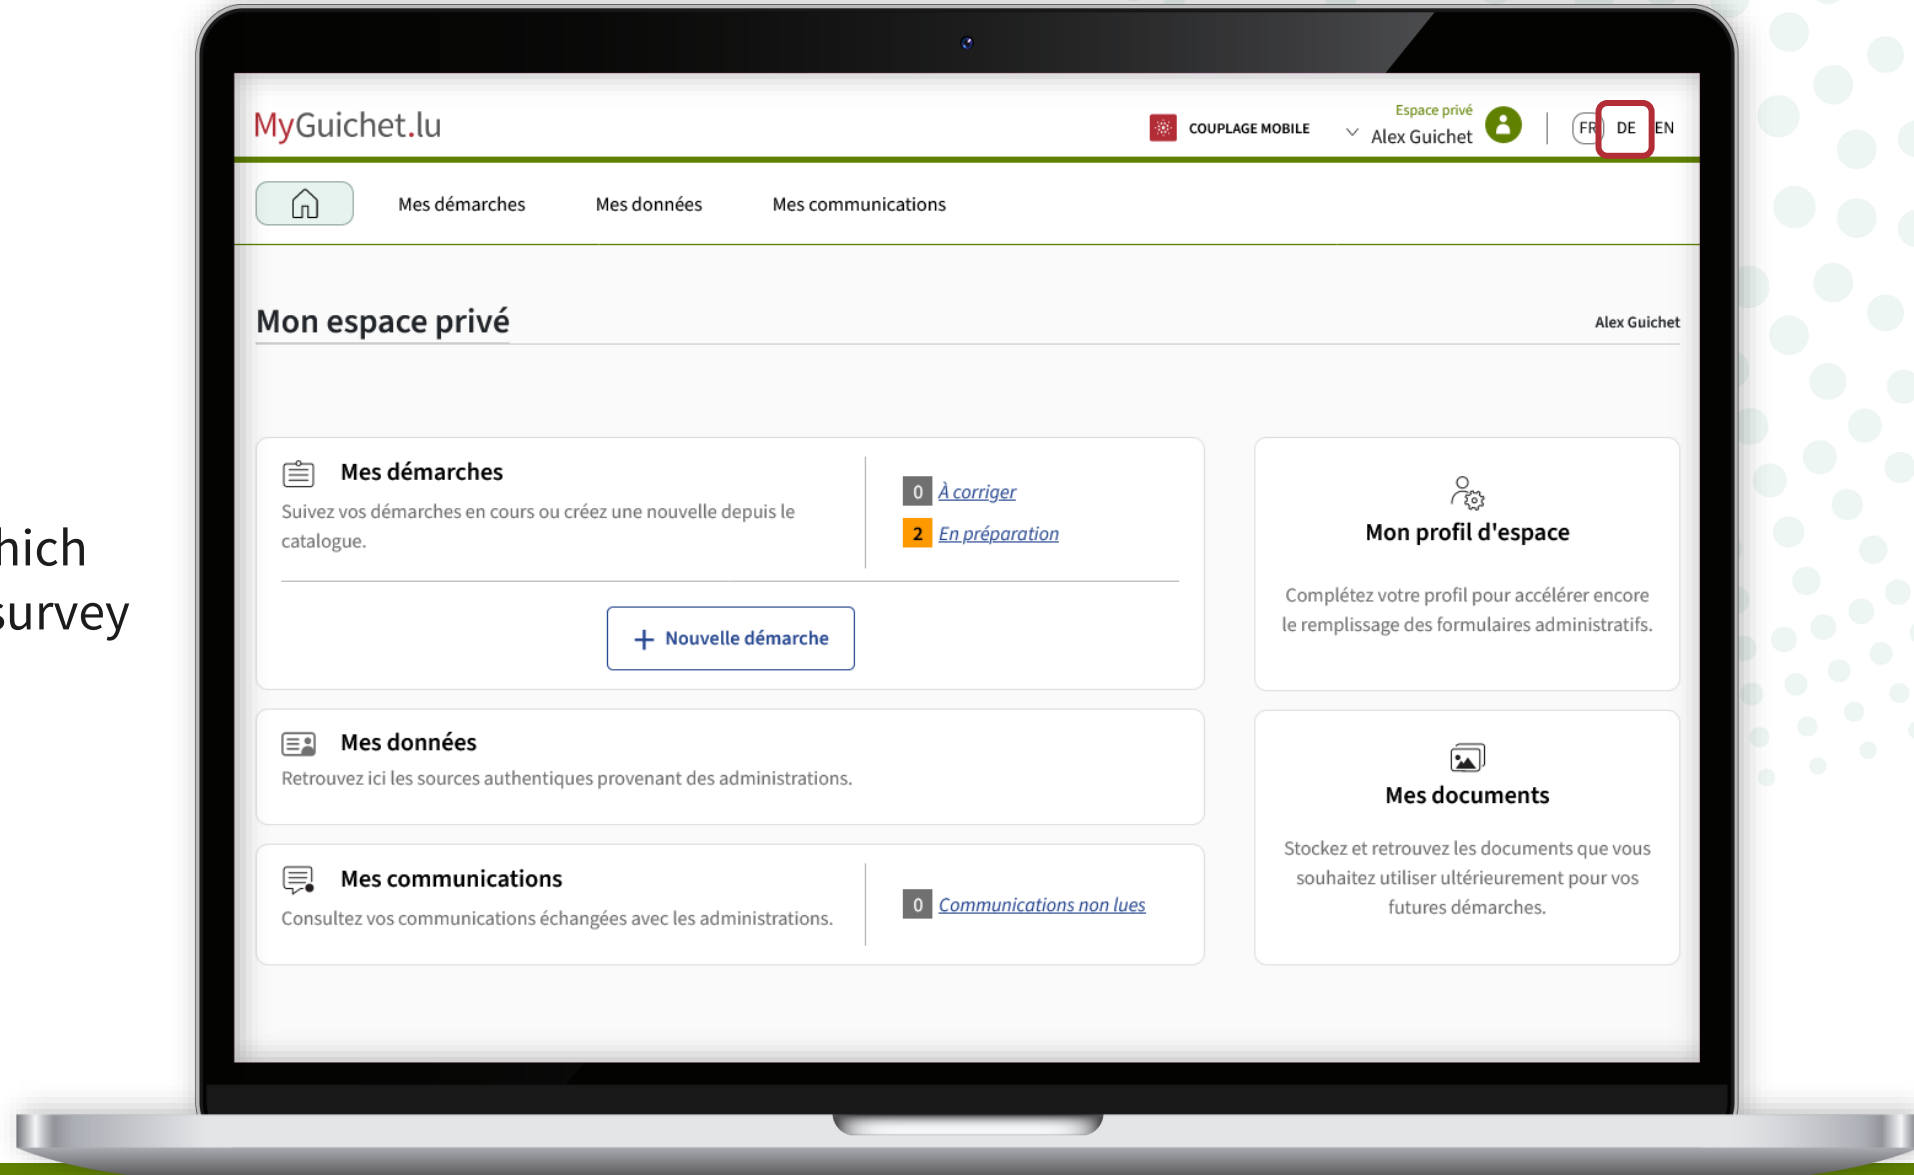 MyGuichet.lu
COUPLAGE MOBILE
Espace privé
Alex Guichet
FR DE EN
Mes démarches Mes données Mes communications
Mon espace privé
Alex Guichet
Mes démarches
Suivez vos démarches en cours ou créez une nouvelle depuis le
catalogue.
0 À corriger
2 En préparation
+ Nouvelle démarche
Mon profil d'espace
Complétez votre profil pour accélérer encore
le remplissage des formulaires administratifs.
Mes données
Retrouvez ici les sources authentiques provenant des administrations.
Mes documents
Stockez et retrouvez les documents que vous
souhaitez utiliser ultérieurement pour vos
futures démarches.
Mes communications
Consultez vos communications échangées avec les administrations.
0 Communications non lues
survey